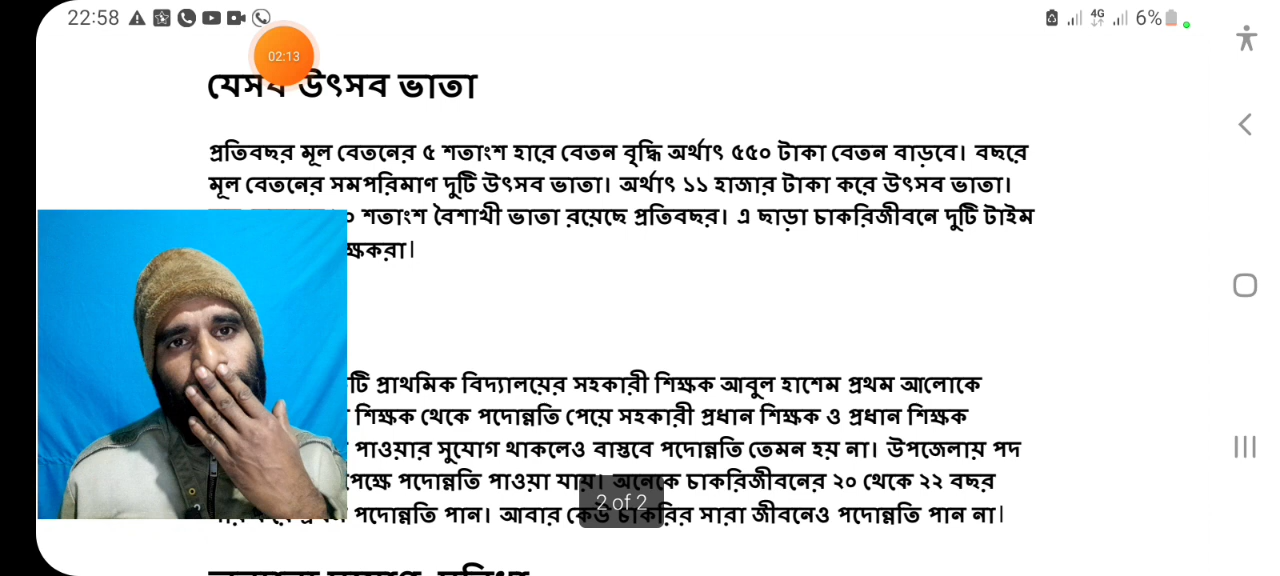 22:58
4G
6%
02:13
যেসব উৎসব ভাতা
প্রতিবছর মূল বেতনের ৫ শতাংশ হারে বেতন বৃদ্ধি অর্থাৎ ৫৫০ টাকা বেতন বাড়বে। বছরে
মূল বেতনের সমপরিমাণ দুটি উৎসব ভাতা। অর্থাৎ ১১ হাজার টাকা করে উৎসব ভাতা।
শতাংশ বৈশাখী ভাতা রয়েছে প্রতিবছর। এ ছাড়া চাকরিজীবনে দুটি টাইম
ক্ষকরা।
টি প্রাথমিক বিদ্যালয়ের সহকারী শিক্ষক আবুল হাশেম প্রথম আলোকে
শিক্ষক থেকে পদোন্নতি পেয়ে সহকারী প্রধান শিক্ষক ও প্রধান শিক্ষক
পাওয়ার সুযোগ থাকলেও বাস্তবে পদোন্নতি তেমন হয় না। উপজেলায় পদ
পেক্ষে পদোন্নতি পাওয়া যায়। অনেকে চাকরিজীবনের ২০ থেকে ২২ বছর
পদোন্নতি পান। আবার কেউ চাকরির সারা জীবনেও পদোন্নতি পান না।
2 of 2